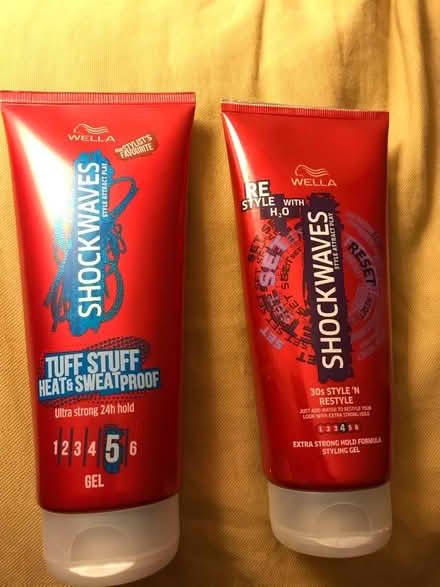 WELLA
THE STYLIST'S
FAVOURITE
SHOCKWAVES
STYLE ATTRACT PLAY
TUFF STUFF
HEAT & SWEATPROOF
Ultra strong 24h hold
1 2 3 4 5 6
GEL
WELLA
RE
STYLE WITH
H2O
SHOCKWAVES
STYLE ATTRACT PLAY
SET
RESET
30s STYLE 'N
RESTYLE
JUST ADD WATER TO RESTYLE YOUR
LOOK WITH EXTRA STRONG HOLD
1 2 3 4 5 6
EXTRA STRONG HOLD FORMULA
STYLING GEL